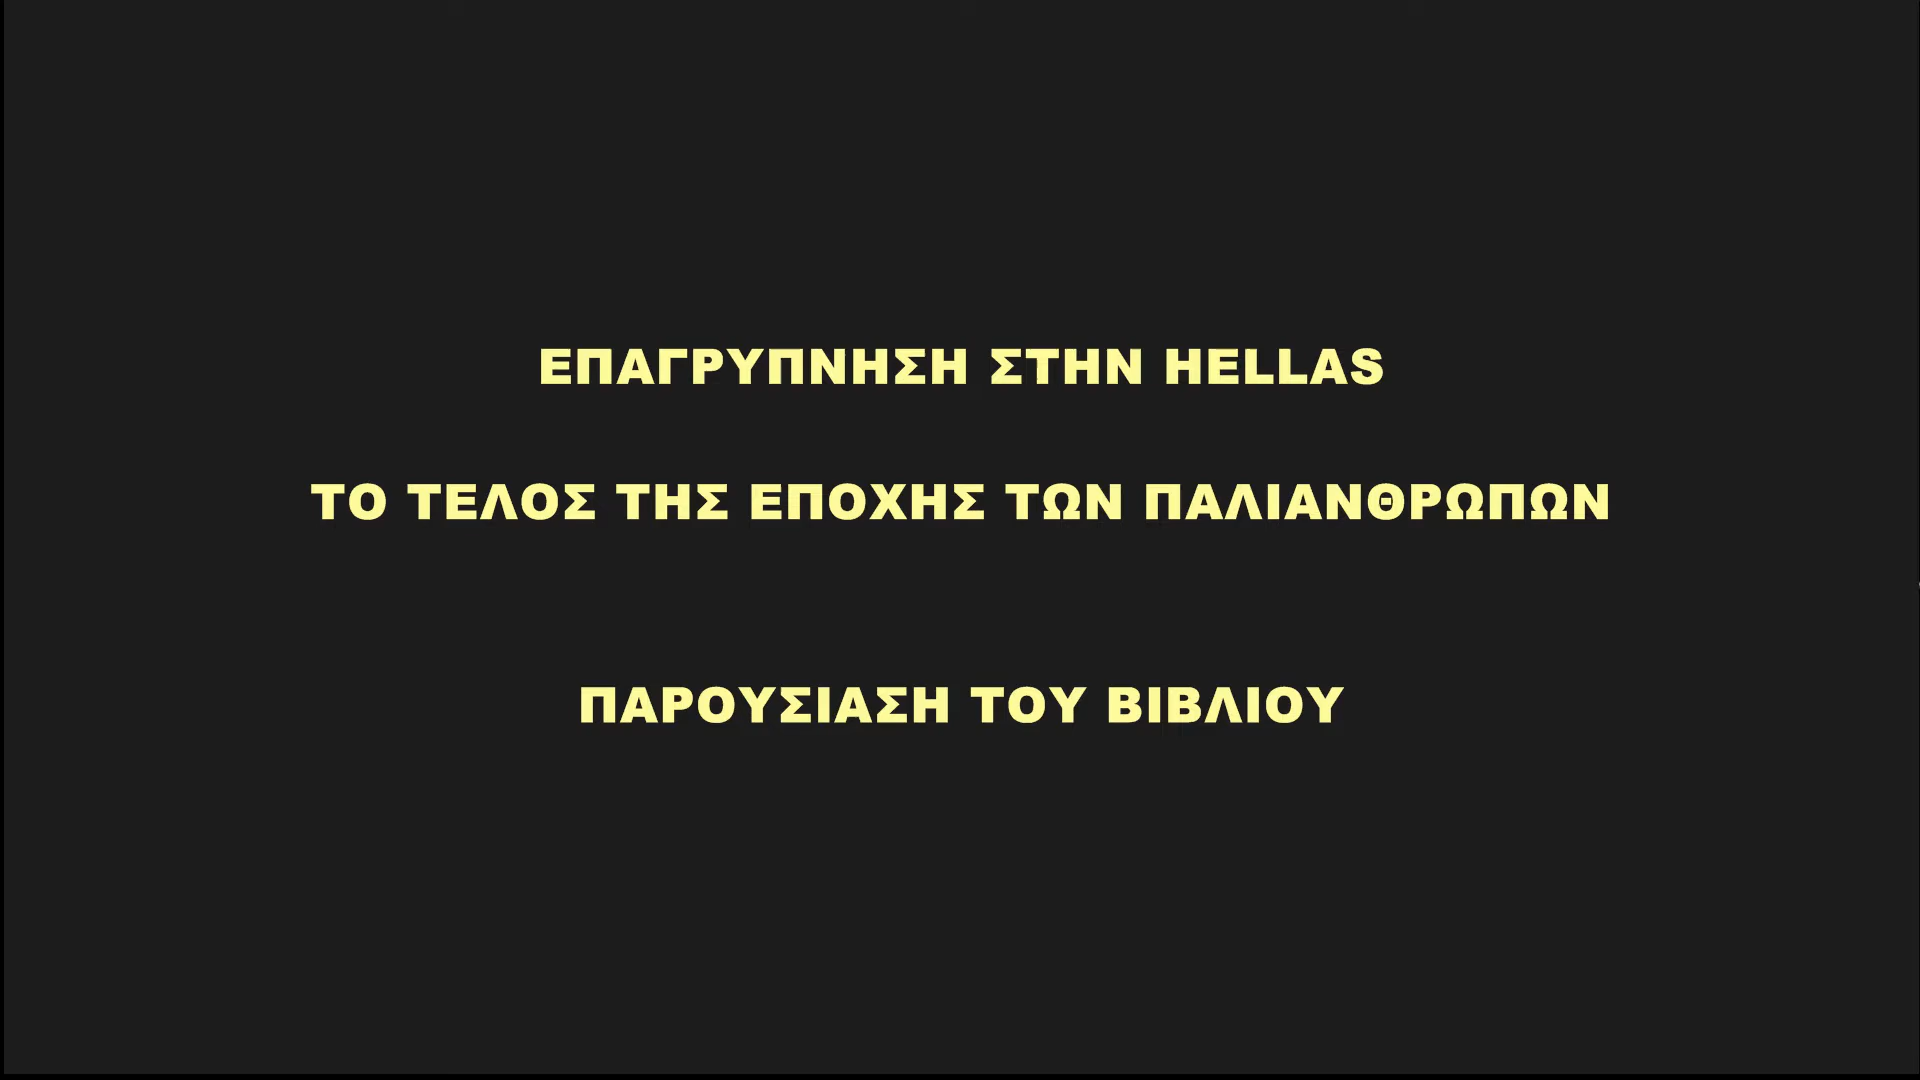 ΕΠΑΓΡΥΠΝΗΣΗ ΣΤΗΝ HELLAS
ΤΟ ΤΕΛΟΣ ΤΗΣ ΕΠΟΧΗΣ ΤΩΝ ΠΑΛΙΑΝΘΡΩΠΩΝ
ΠΑΡΟΥΣΙΑΣΗ ΤΟΥ ΒΙΒΛΙΟΥ